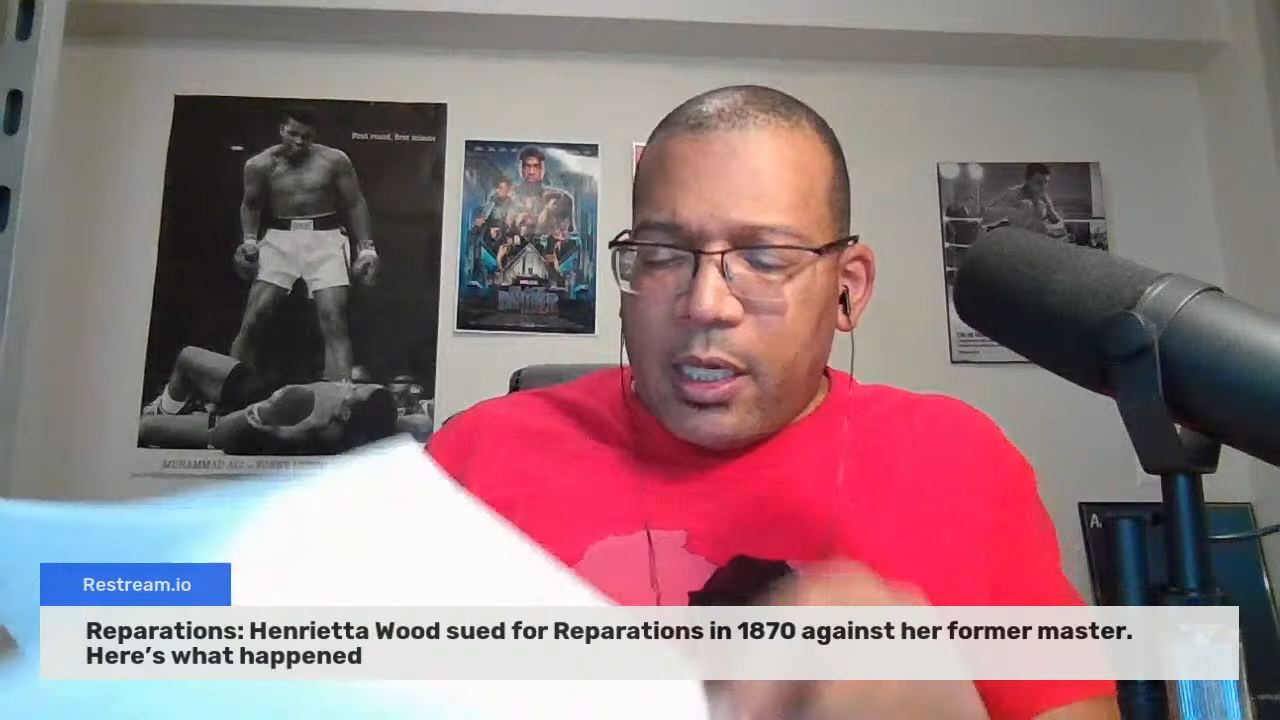 First round, first minute
MUHAMMAD ALI
Restream.io
Reparations: Henrietta Wood sued for Reparations in 1870 against her former master.
Here's what happened